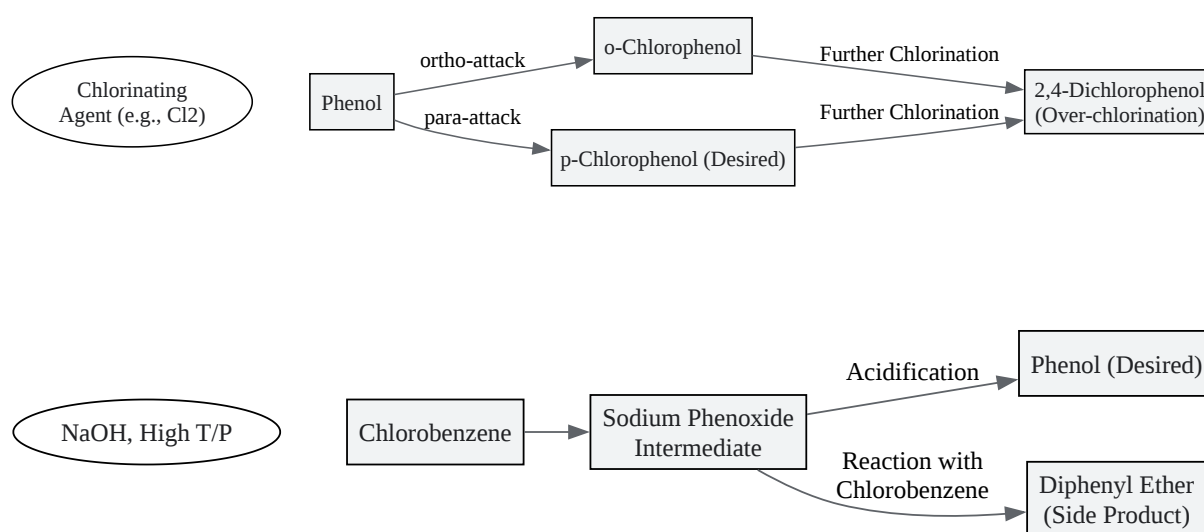 Chlorinating
Agent (e.g., Cl2)
Phenol
ortho-attack
para-attack
o-Chlorophenol
p-Chlorophenol (Desired)
Further Chlorination
Further Chlorination
2,4-Dichlorophenol
(Over-chlorination)
NaOH, High T/P
Chlorobenzene
Sodium Phenoxide
Intermediate
Acidification
Reaction with
Chlorobenzene
Phenol (Desired)
Diphenyl Ether
(Side Product)